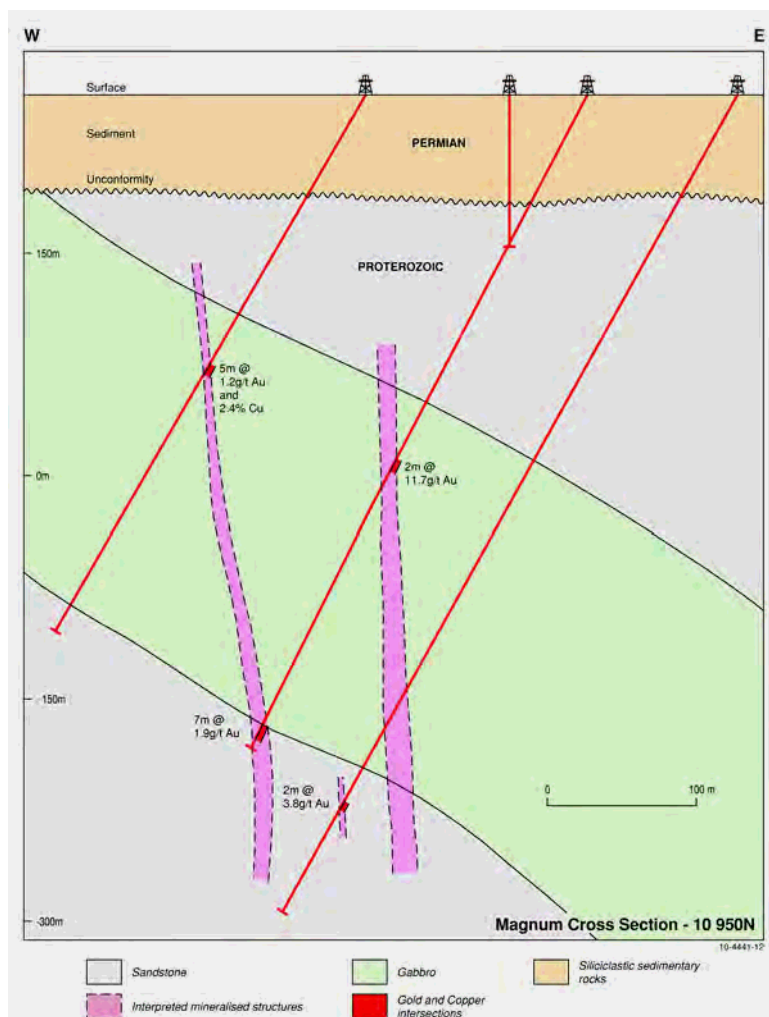 W
E
Surface
Sediment
PERMIAN
Unconformity
150m
PROTEROZOIC
5m @
1.2g/t Au
and
2.4% Cu
0m
2m @
11.7g/t Au
-150m
7m @
1.9g/t Au
2m @
3.8g/t Au
0
100 m
-300m
Magnum Cross Section - 10 950N
10-4441-12
Sandstone
Gabbro
Siliciclastic sedimentary
rocks
Interpreted mineralised structures
Gold and Copper
intersections